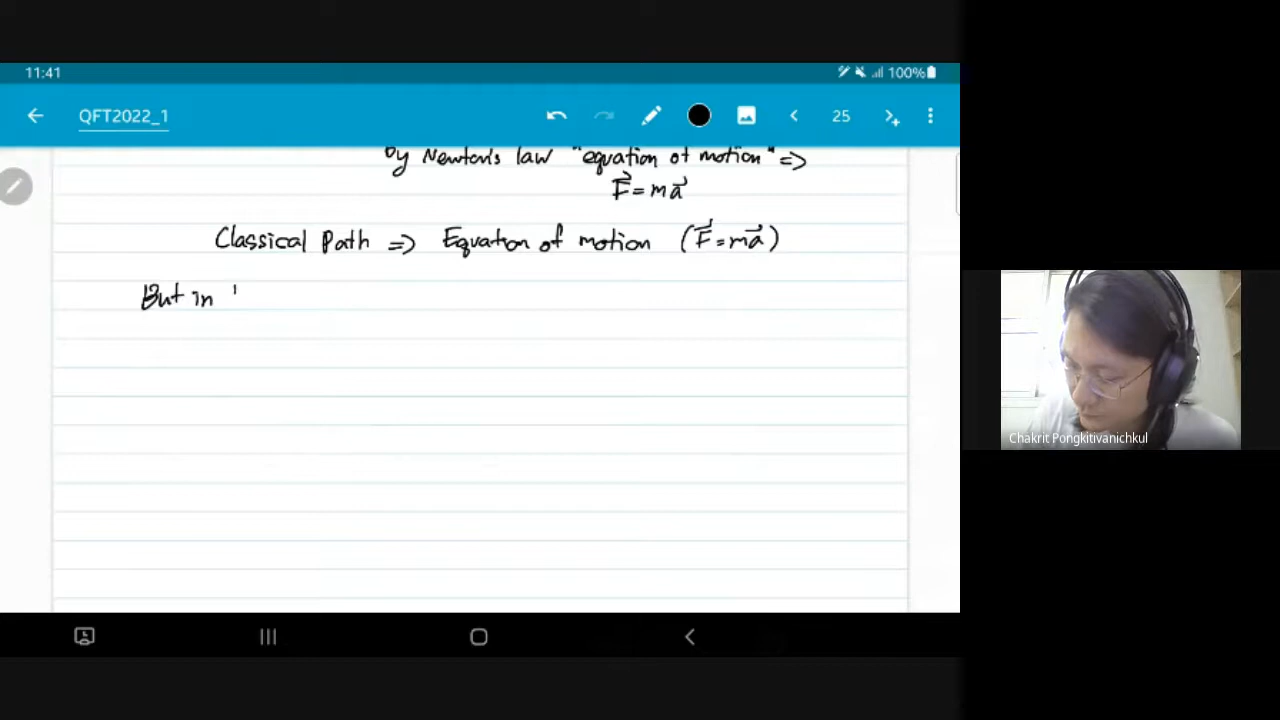 11:41
100%
QFT2022_1
25
by Newton's law "equation of motion" =>
F⃗ = ma⃗
Classical Path => Equation of motion (F⃗ = ma⃗)
But in '
Chakrit Pongkitivanichkul